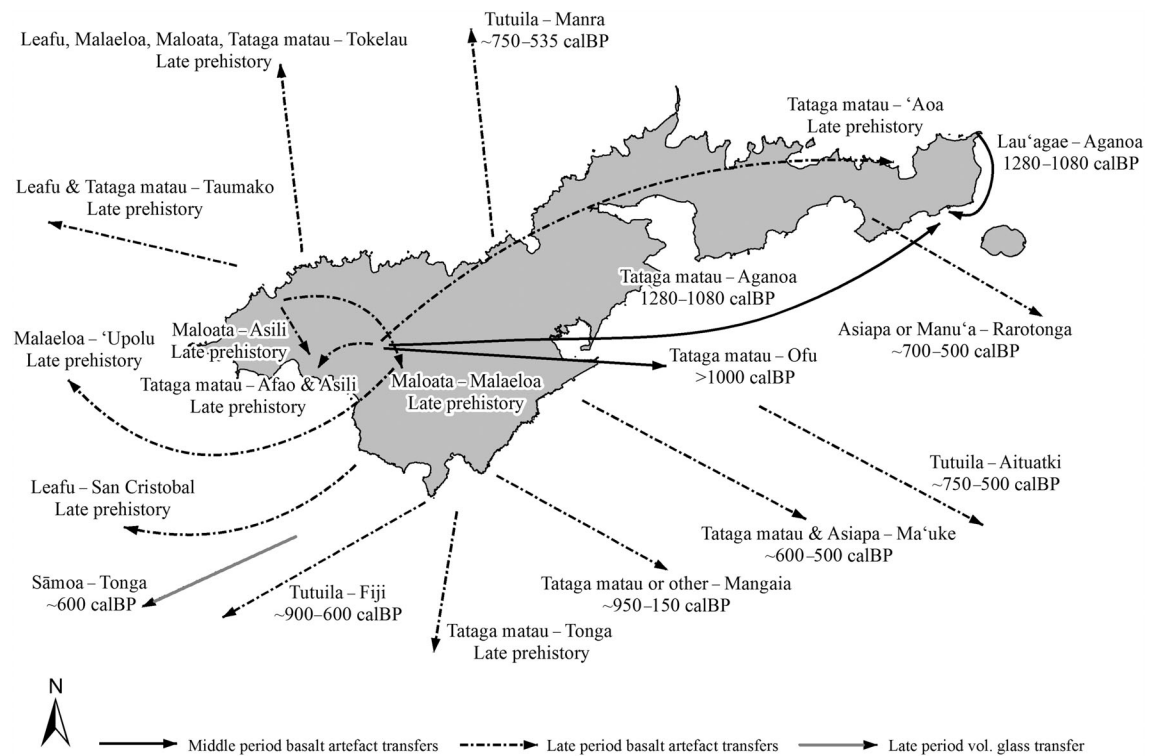 Tutuila – Manra
~750–535 calBP
Leafu, Malaeloa, Maloata, Tataga matau – Tokelau
Late prehistory
Tataga matau – ‘Aoa
Late prehistory
Lau‘agae – Aganoa
1280–1080 calBP
Leafu & Tataga matau – Taumako
Late prehistory
Tataga matau – Aganoa
1280–1080 calBP
Maloata – Asili
Late prehistory
Malaeloa – ‘Upolu
Late prehistory
Asiapa or Manu‘a – Rarotonga
~700–500 calBP
Tataga matau – Ofu
>1000 calBP
Tataga matau – Afao & Asili
Late prehistory
Maloata – Malaeloa
Late prehistory
Tutuila – Aituatki
~750–500 calBP
Leafu – San Cristobal
Late prehistory
Tataga matau & Asiapa – Ma‘uke
~600–500 calBP
Sāmoa – Tonga
~600 calBP
Tutuila – Fiji
~900–600 calBP
Tataga matau or other – Mangaia
~950–150 calBP
Tataga matau – Tonga
Late prehistory
N
Middle period basalt artefact transfers
Late period basalt artefact transfers
Late period vol. glass transfer